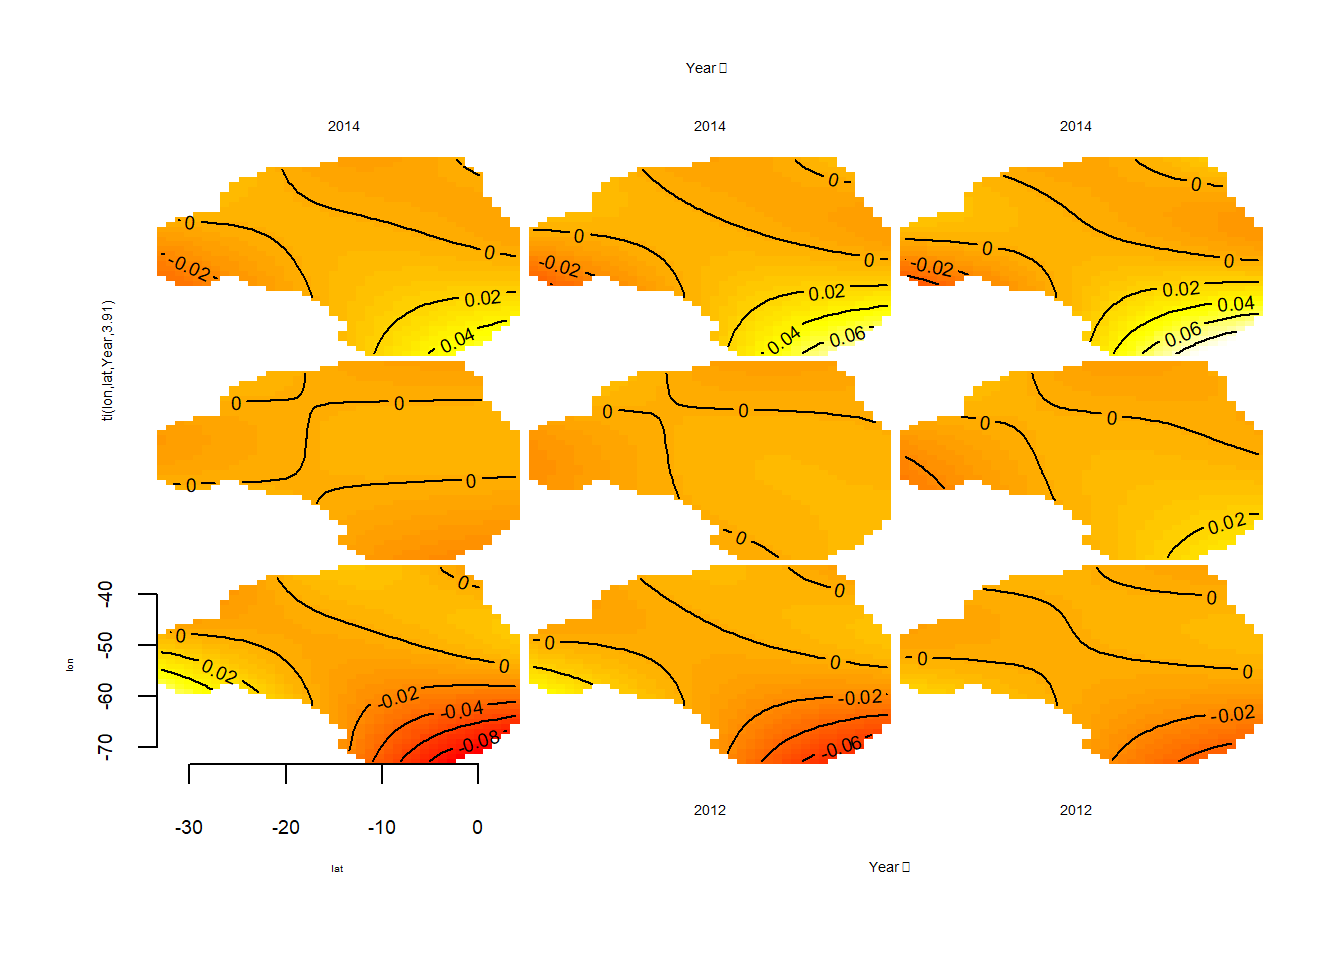 Year
2014 2014 2014
0 0 0
-0.02 0 -0.02 0 0 -0.02 0 0
0.02 0.02 0.02 0.04
0.04 0.04 0.06 0.06
ti(lon,lat,Year,3.91)
0 0 0 0 0 0
0 0 0.02
0
-40 0 0 0
-50 0 0 0 0 0 0
0.02
-60 -0.02 -0.02 -0.02
-0.04
-70 -0.08 -0.06
lon
-30 -20 -10 0
2012 2012
lat Year